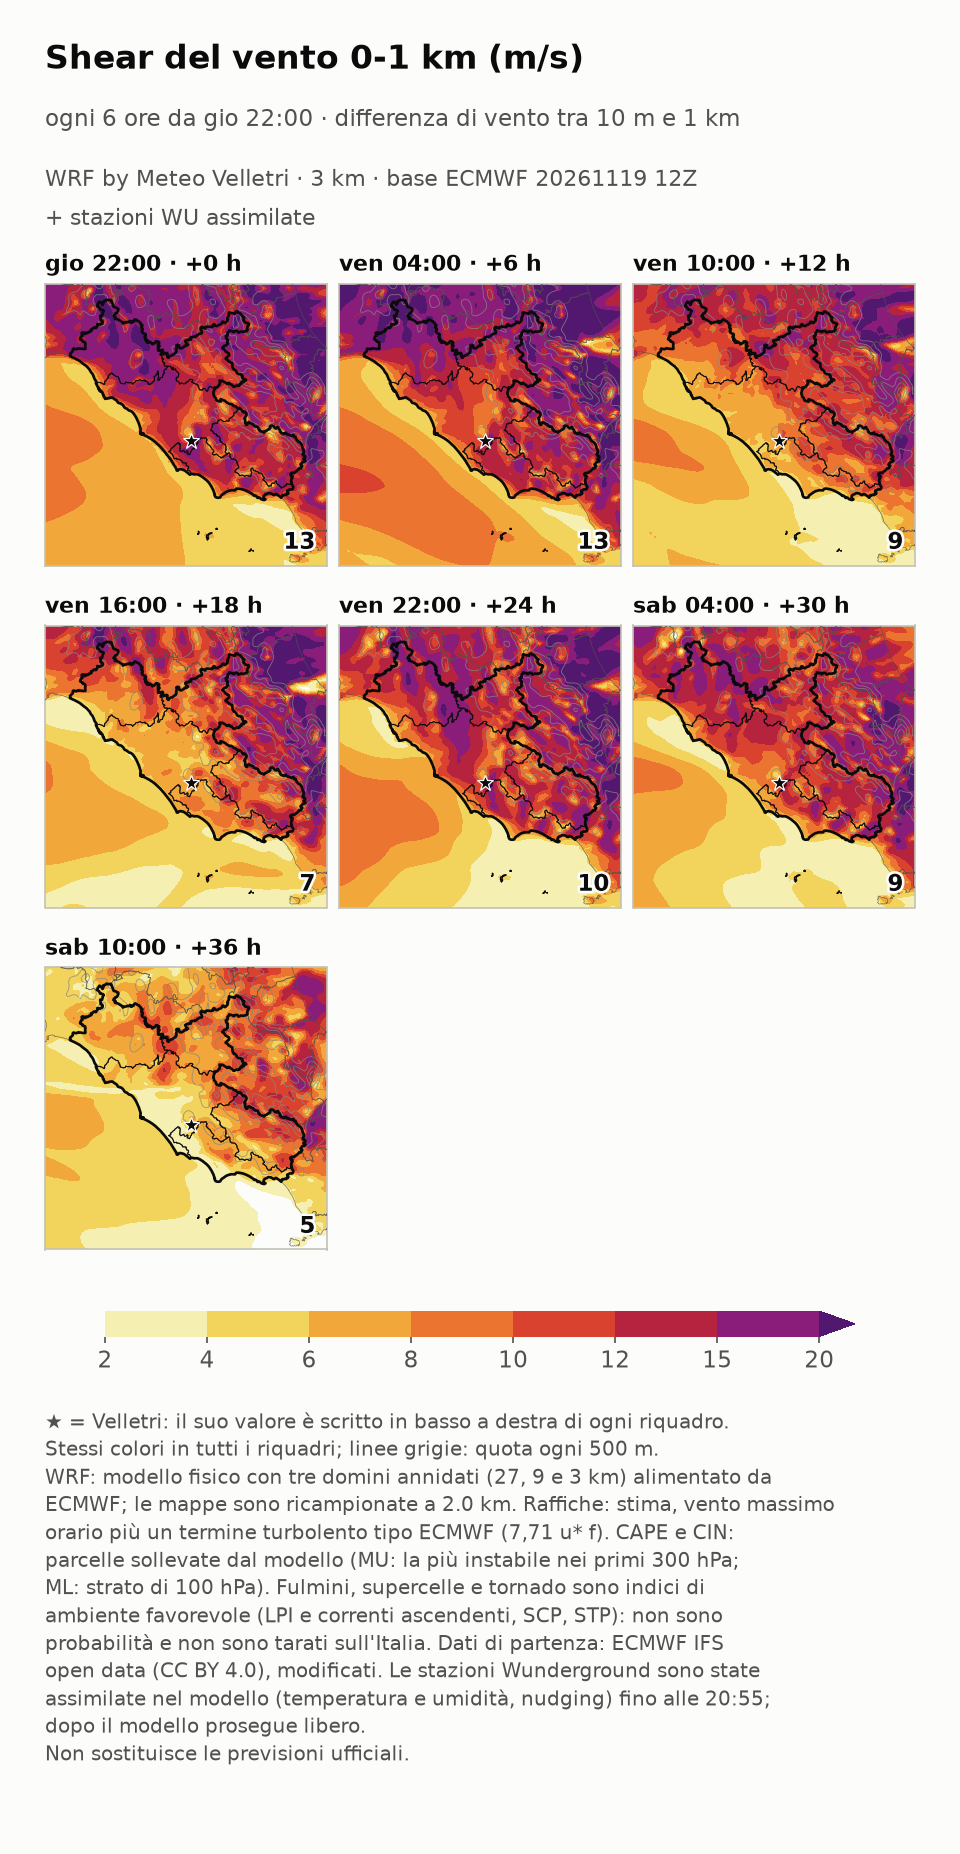 Shear del vento 0-1 km (m/s)
ogni 6 ore da gio 22:00 · differenza di vento tra 10 m e 1 km
WRF by Meteo Velletri · 3 km · base ECMWF 20261119 12Z
+ stazioni WU assimilate
gio 22:00 · +0 h
ven 04:00 · +6 h
ven 10:00 · +12 h
13
13
9
ven 16:00 · +18 h
ven 22:00 · +24 h
sab 04:00 · +30 h
7
10
9
sab 10:00 · +36 h
5
2 4 6 8 10 12 15 20
★ = Velletri: il suo valore è scritto in basso a destra di ogni riquadro.
Stessi colori in tutti i riquadri; linee grigie: quota ogni 500 m.
WRF: modello fisico con tre domini annidati (27, 9 e 3 km) alimentato da
ECMWF; le mappe sono ricampionate a 2.0 km. Raffiche: stima, vento massimo
orario più un termine turbolento tipo ECMWF (7,71 u* f). CAPE e CIN:
parcelle sollevate dal modello (MU: la più instabile nei primi 300 hPa;
ML: strato di 100 hPa). Fulmini, supercelle e tornado sono indici di
ambiente favorevole (LPI e correnti ascendenti, SCP, STP): non sono
probabilità e non sono tarati sull'Italia. Dati di partenza: ECMWF IFS
open data (CC BY 4.0), modificati. Le stazioni Wunderground sono state
assimilate nel modello (temperatura e umidità, nudging) fino alle 20:55;
dopo il modello prosegue libero.
Non sostituisce le previsioni ufficiali.